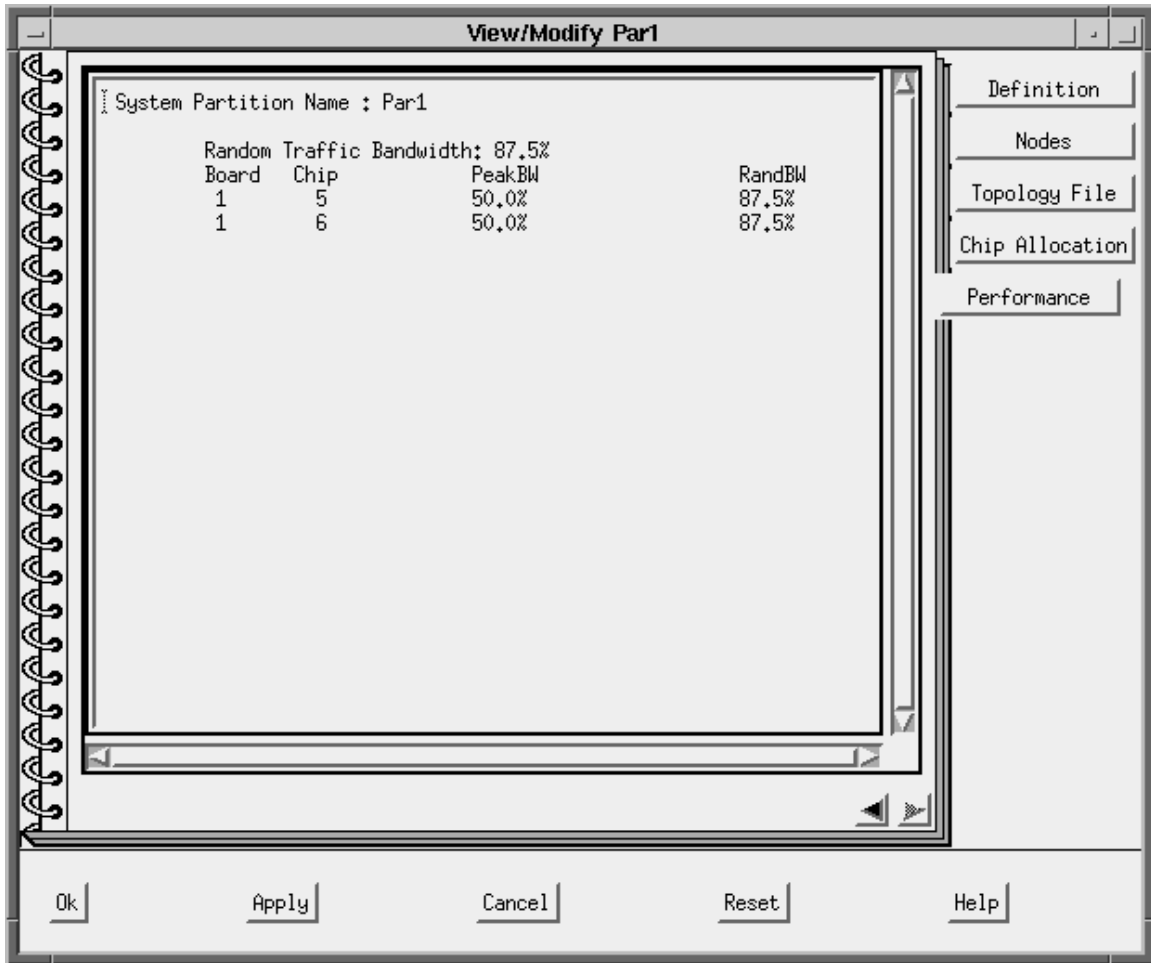 View/Modify Par1
System Partition Name : Par1
Random Traffic Bandwidth: 87.5%
Board Chip PeakBW RandBW
1 5 50.0% 87.5%
1 6 50.0% 87.5%
Definition
Nodes
Topology File
Chip Allocation
Performance
Ok Apply Cancel Reset Help